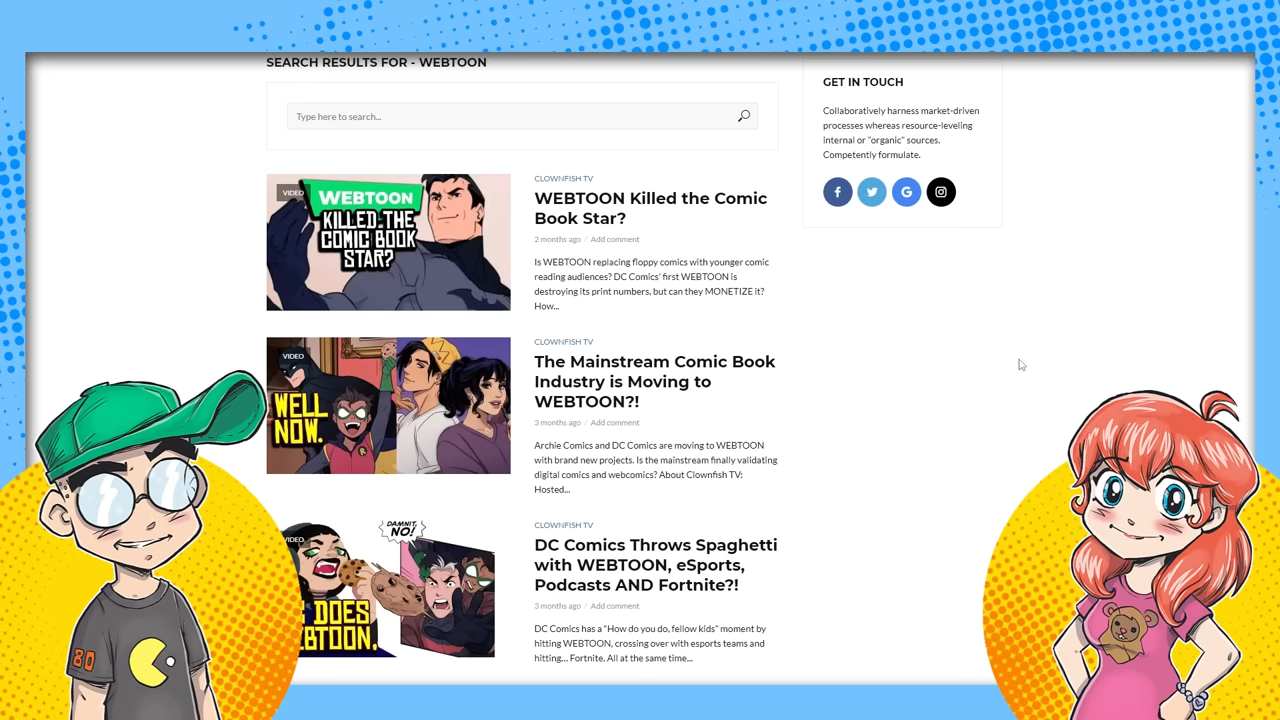 SEARCH RESULTS FOR - WEBTOON
Type here to search...
VIDEO
WEBTOON
KILLED THE
COMIC BOOK
STAR?
CLOWNFISH TV
WEBTOON Killed the Comic
Book Star?
2 months ago / Add comment
Is WEBTOON replacing floppy comics with younger comic
reading audiences? DC Comics' first WEBTOON is
destroying its print numbers, but can they MONETIZE it?
How...
VIDEO
WELL
NOW.
R
CLOWNFISH TV
The Mainstream Comic Book
Industry is Moving to
WEBTOON?!
3 months ago / Add comment
Archie Comics and DC Comics are moving to WEBTOON
with brand new projects. Is the mainstream finally validating
digital comics and webcomics? About Clownfish TV:
Hosted...
VIDEO
DAMNIT,
NO!
DOES
EBTOON.
CLOWNFISH TV
DC Comics Throws Spaghetti
with WEBTOON, eSports,
Podcasts AND Fortnite?!
3 months ago / Add comment
DC Comics has a "How do you do, fellow kids" moment by
hitting WEBTOON, crossing over with esports teams and
hitting... Fortnite. All at the same time...
GET IN TOUCH
Collaboratively harness market-driven
processes whereas resource-leveling
internal or "organic" sources.
Competently formulate.
f
G
80